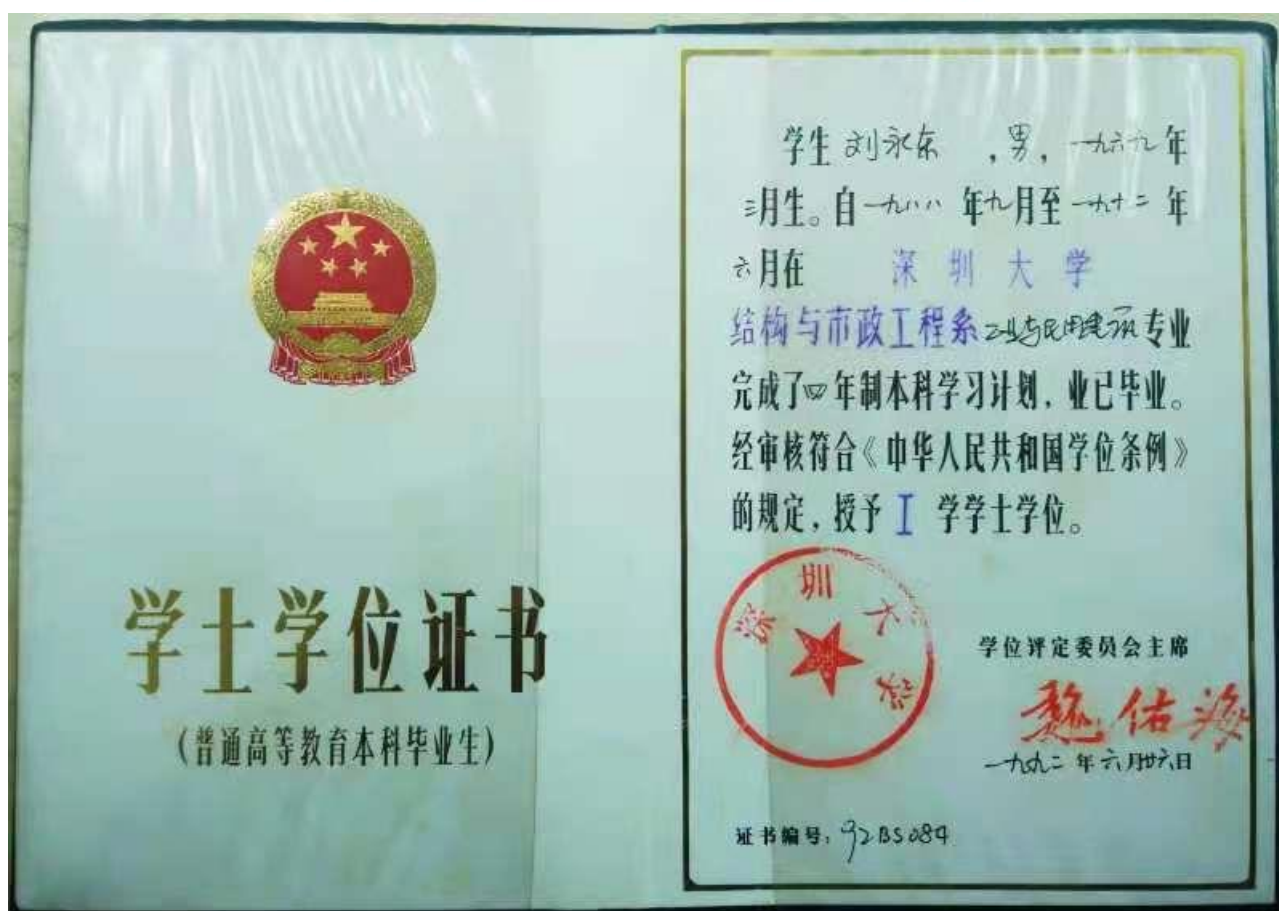 学士学位证书
(普通高等教育本科毕业生)
学生 刘永东 ，男，一九六九年
三月生。自一九八八年九月至一九九二年
六月在 深圳大学
结构与市政工程系工业与民用建筑专业
完成了四年制本科学习计划，业已毕业。
经审核符合《中华人民共和国学位条例》
的规定，授予 工 学学士学位。
深圳大学
学位评定委员会主席
魏佑海
一九九二年六月廿六日
证书编号：92BS084